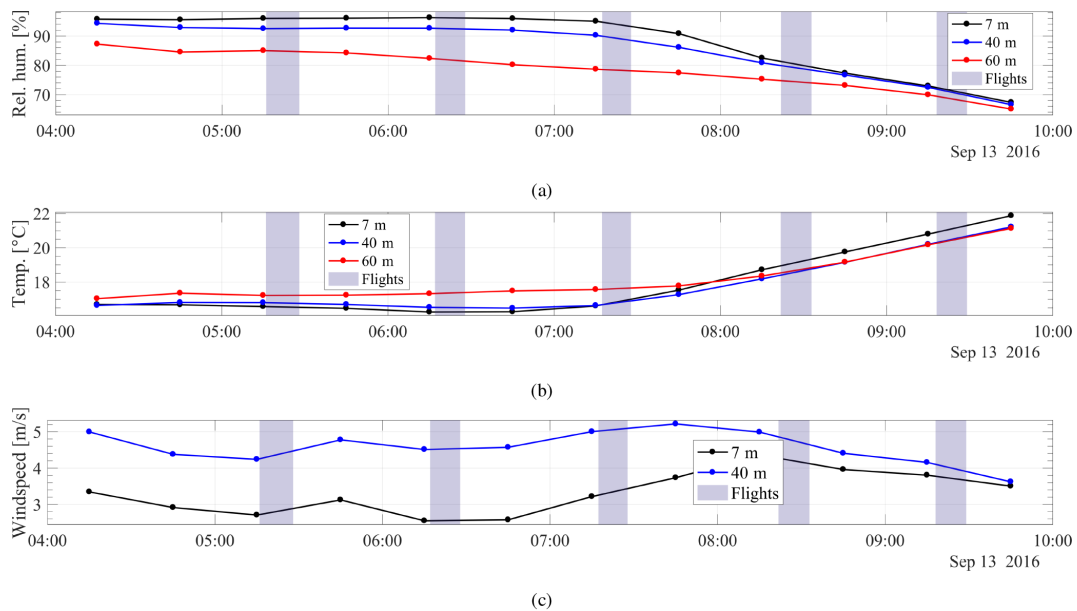 Rel. hum. [%]
90
80
70
7 m
40 m
60 m
Flights
04:00 05:00 06:00 07:00 08:00 09:00 10:00
Sep 13 2016
(a)
Temp. [°C]
22
20
18
7 m
40 m
60 m
Flights
04:00 05:00 06:00 07:00 08:00 09:00 10:00
Sep 13 2016
(b)
Windspeed [m/s]
5
4
3
7 m
40 m
Flights
04:00 05:00 06:00 07:00 08:00 09:00 10:00
Sep 13 2016
(c)